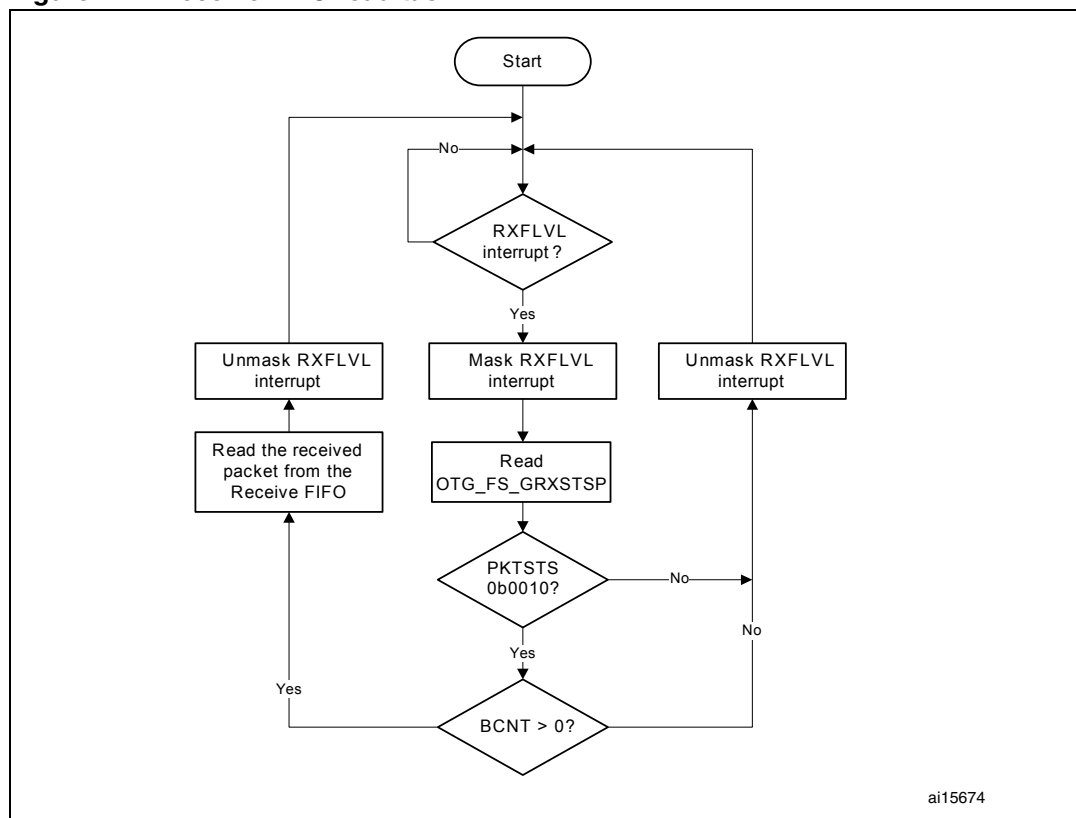 Start
No
RXFLVL
interrupt ?
Yes
Unmask RXFLVL
interrupt
Mask RXFLVL
interrupt
Unmask RXFLVL
interrupt
Read the received
packet from the
Receive FIFO
Read
OTG_FS_GRXSTSP
PKTSTS
0b0010?
No
No
Yes
Yes
BCNT > 0?
ai15674